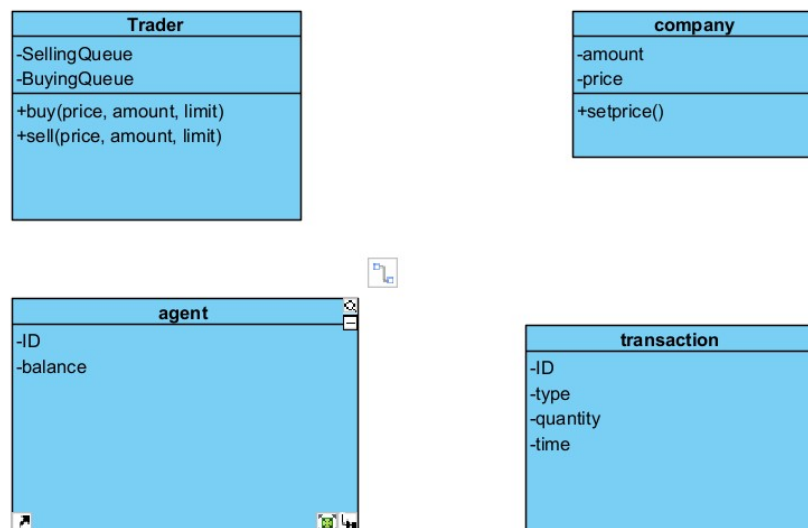 Trader
-SellingQueue
-BuyingQueue
+buy(price, amount, limit)
+sell(price, amount, limit)
company
-amount
-price
+setprice()
agent
-ID
-balance
transaction
-ID
-type
-quantity
-time